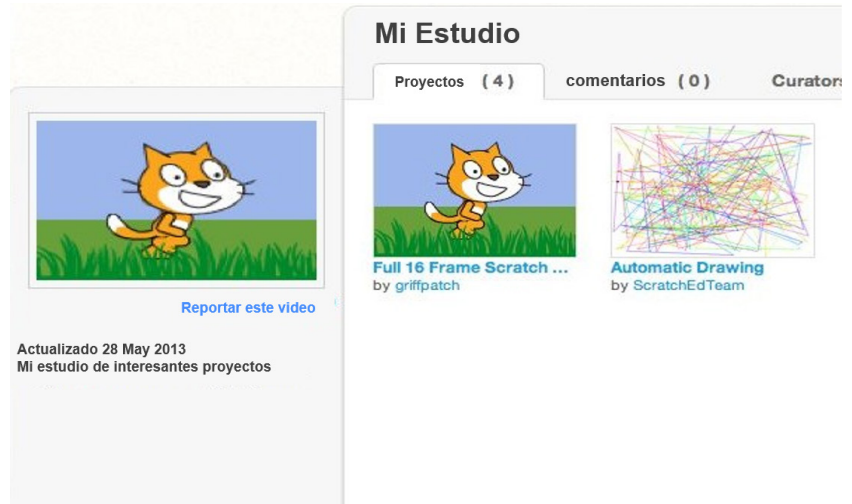 Mi Estudio
Proyectos (4) comentarios (0) Curators
Full 16 Frame Scratch ...
by griffpatch
Automatic Drawing
by ScratchEdTeam
Reportar este video
Actualizado 28 May 2013
Mi estudio de interesantes proyectos